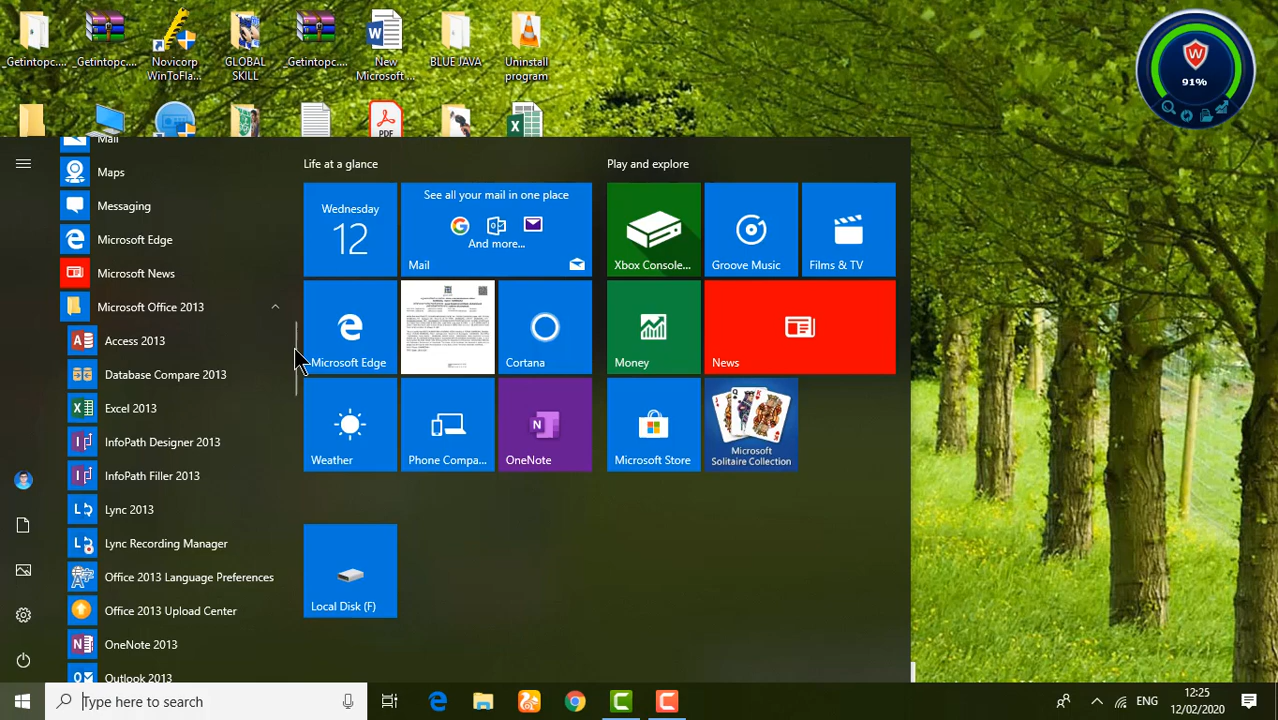 _Getintopc....
_Getintopc....
Novicorp
WinToFla...
GLOBAL
SKILL
_Getintopc....
New
Microsoft ...
BLUE JAVA
Uninstall
program
W
91%
PDF
Mail
Maps
Messaging
Microsoft Edge
Microsoft News
Microsoft Office 2013
Access 2013
Database Compare 2013
Excel 2013
InfoPath Designer 2013
InfoPath Filler 2013
Lync 2013
Lync Recording Manager
Office 2013 Language Preferences
Office 2013 Upload Center
OneNote 2013
Outlook 2013
Life at a glance
Wednesday
12
See all your mail in one place
And more...
Mail
Microsoft Edge
Cortana
Weather
Phone Compa...
OneNote
Local Disk (F)
Play and explore
Xbox Console...
Groove Music
Films & TV
Money
News
Microsoft Store
Microsoft
Solitaire Collection
Type here to search
ENG
12:25
12/02/2020